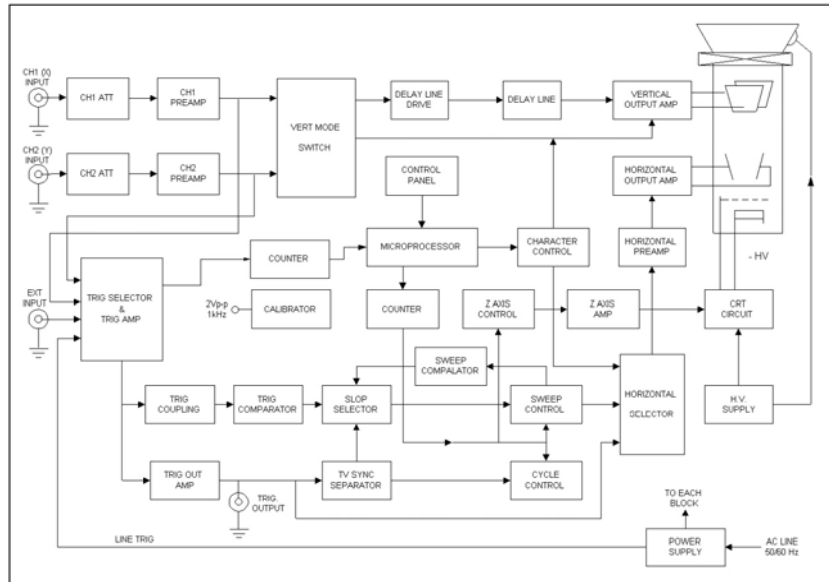 CH1 (X)
INPUT
CH1 ATT
CH1
PREAMP
VERT MODE
SWITCH
DELAY LINE
DRIVE
DELAY LINE
VERTICAL
OUTPUT AMP
CH2 (Y)
INPUT
CH2 ATT
CH2
PREAMP
CONTROL
PANEL
HORIZONTAL
OUTPUT AMP
COUNTER
MICROPROCESSOR
CHARACTER
CONTROL
HORIZONTAL
PREAMP
- HV
EXT
INPUT
TRIG SELECTOR
&
TRIG AMP
2Vp-p
1kHz
CALIBRATOR
COUNTER
Z AXIS
CONTROL
Z AXIS
AMP
CRT
CIRCUIT
SWEEP
COMPALATOR
TRIG
COUPLING
TRIG
COMPARATOR
SLOP
SELECTOR
SWEEP
CONTROL
HORIZONTAL
SELECTOR
H.V.
SUPPLY
TRIG OUT
AMP
TRIG.
OUTPUT
TV SYNC
SEPARATOR
CYCLE
CONTROL
TO EACH
BLOCK
LINE TRIG
POWER
SUPPLY
AC LINE
50/60 Hz